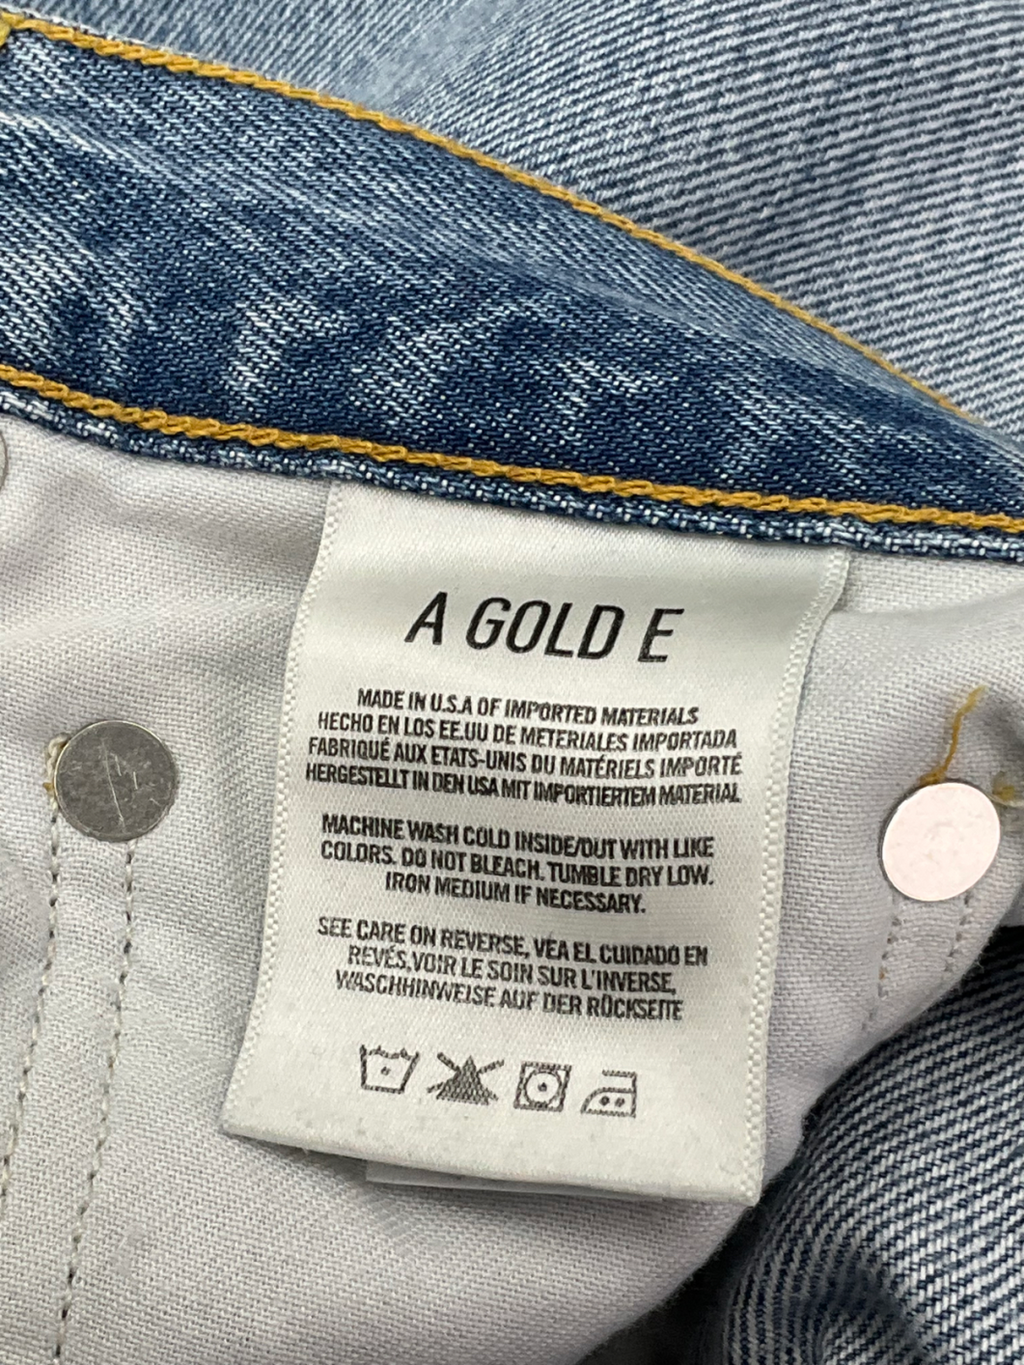 A GOLD E
MADE IN U.S.A OF IMPORTED MATERIALS
HECHO EN LOS EE.UU DE METERIALES IMPORTADA
FABRIQUÉ AUX ETATS-UNIS DU MATÉRIELS IMPORTÉ
HERGESTELLT IN DEN USA MIT IMPORTIERTEM MATERIAL
MACHINE WASH COLD INSIDE/OUT WITH LIKE
COLORS. DO NOT BLEACH. TUMBLE DRY LOW.
IRON MEDIUM IF NECESSARY.
SEE CARE ON REVERSE, VEA EL CUIDADO EN
REVÉS,VOIR LE SOIN SUR L'INVERSE,
WASCHHINWEISE AUF DER RÜCKSEITE